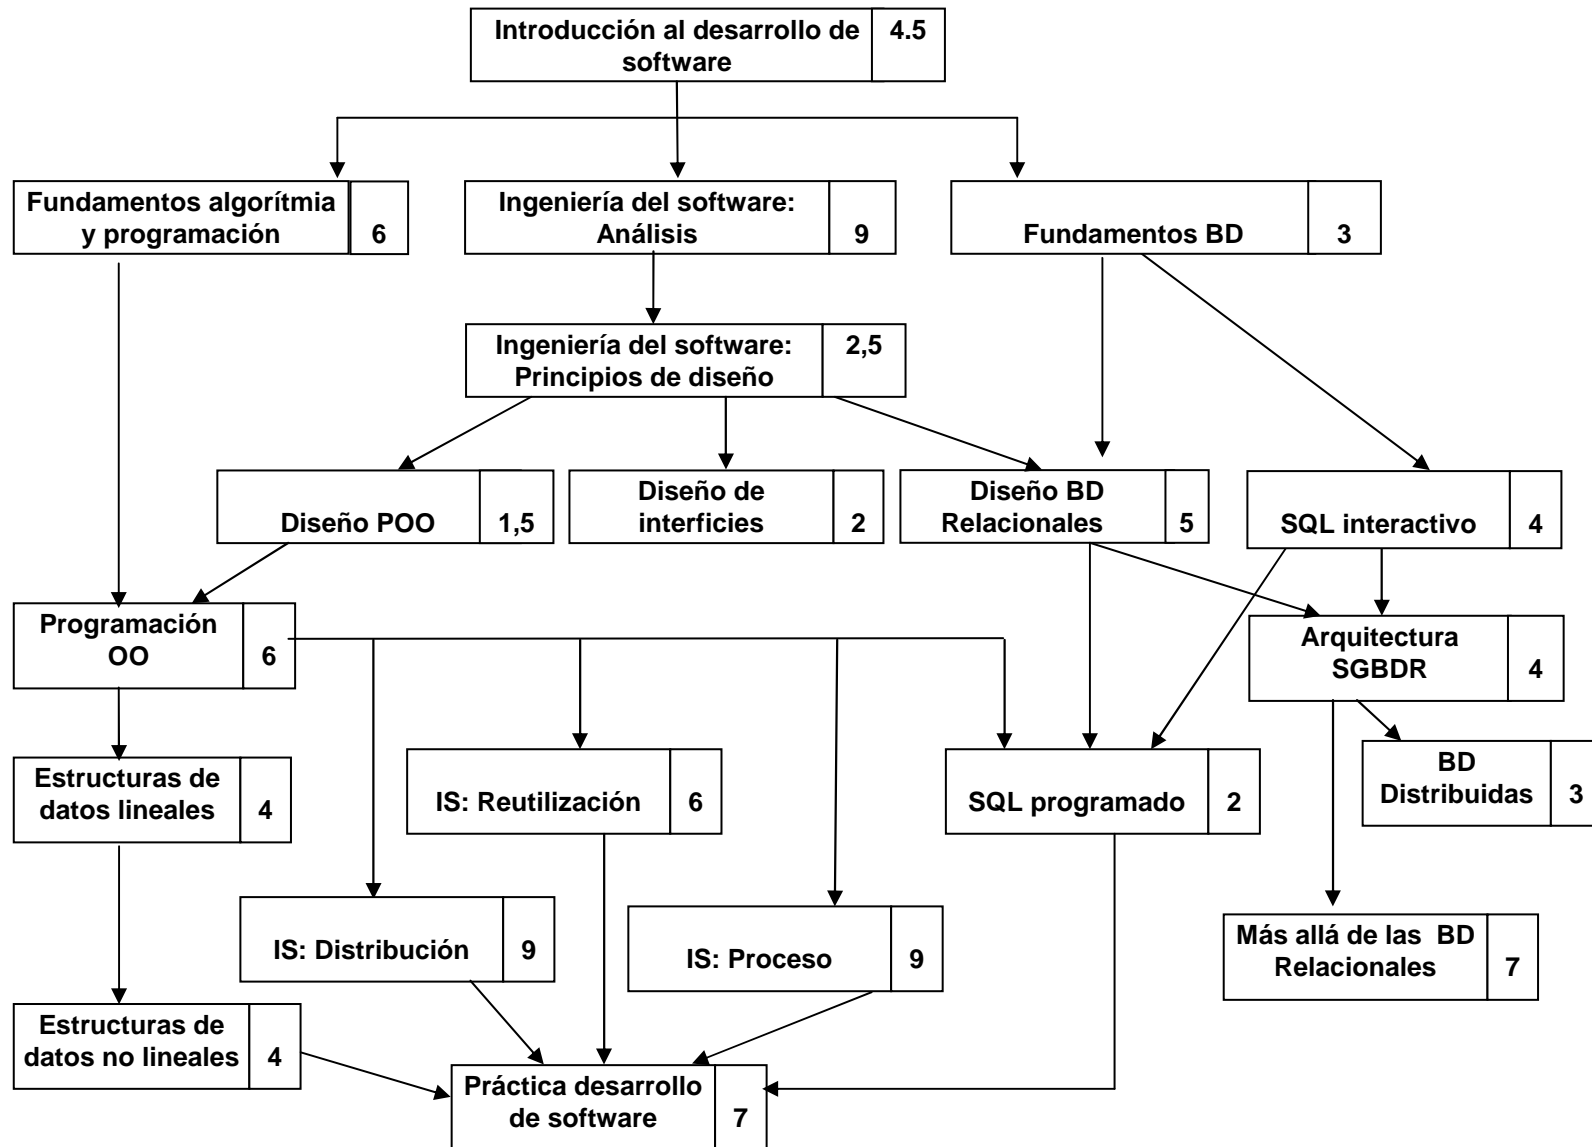 Introducción al desarrollo de
software
4.5
Fundamentos algorítmia
y programación
6
Ingeniería del software:
Análisis
9
Fundamentos BD
3
Ingeniería del software:
Principios de diseño
2,5
Diseño POO
1,5
Diseño de
interficies
2
Diseño BD
Relacionales
5
SQL interactivo
4
Programación
OO
6
Arquitectura
SGBDR
4
Estructuras de
datos lineales
4
IS: Reutilización
6
SQL programado
2
BD
Distribuidas
3
IS: Distribución
9
IS: Proceso
9
Más allá de las BD
Relacionales
7
Estructuras de
datos no lineales
4
Práctica desarrollo
de software
7